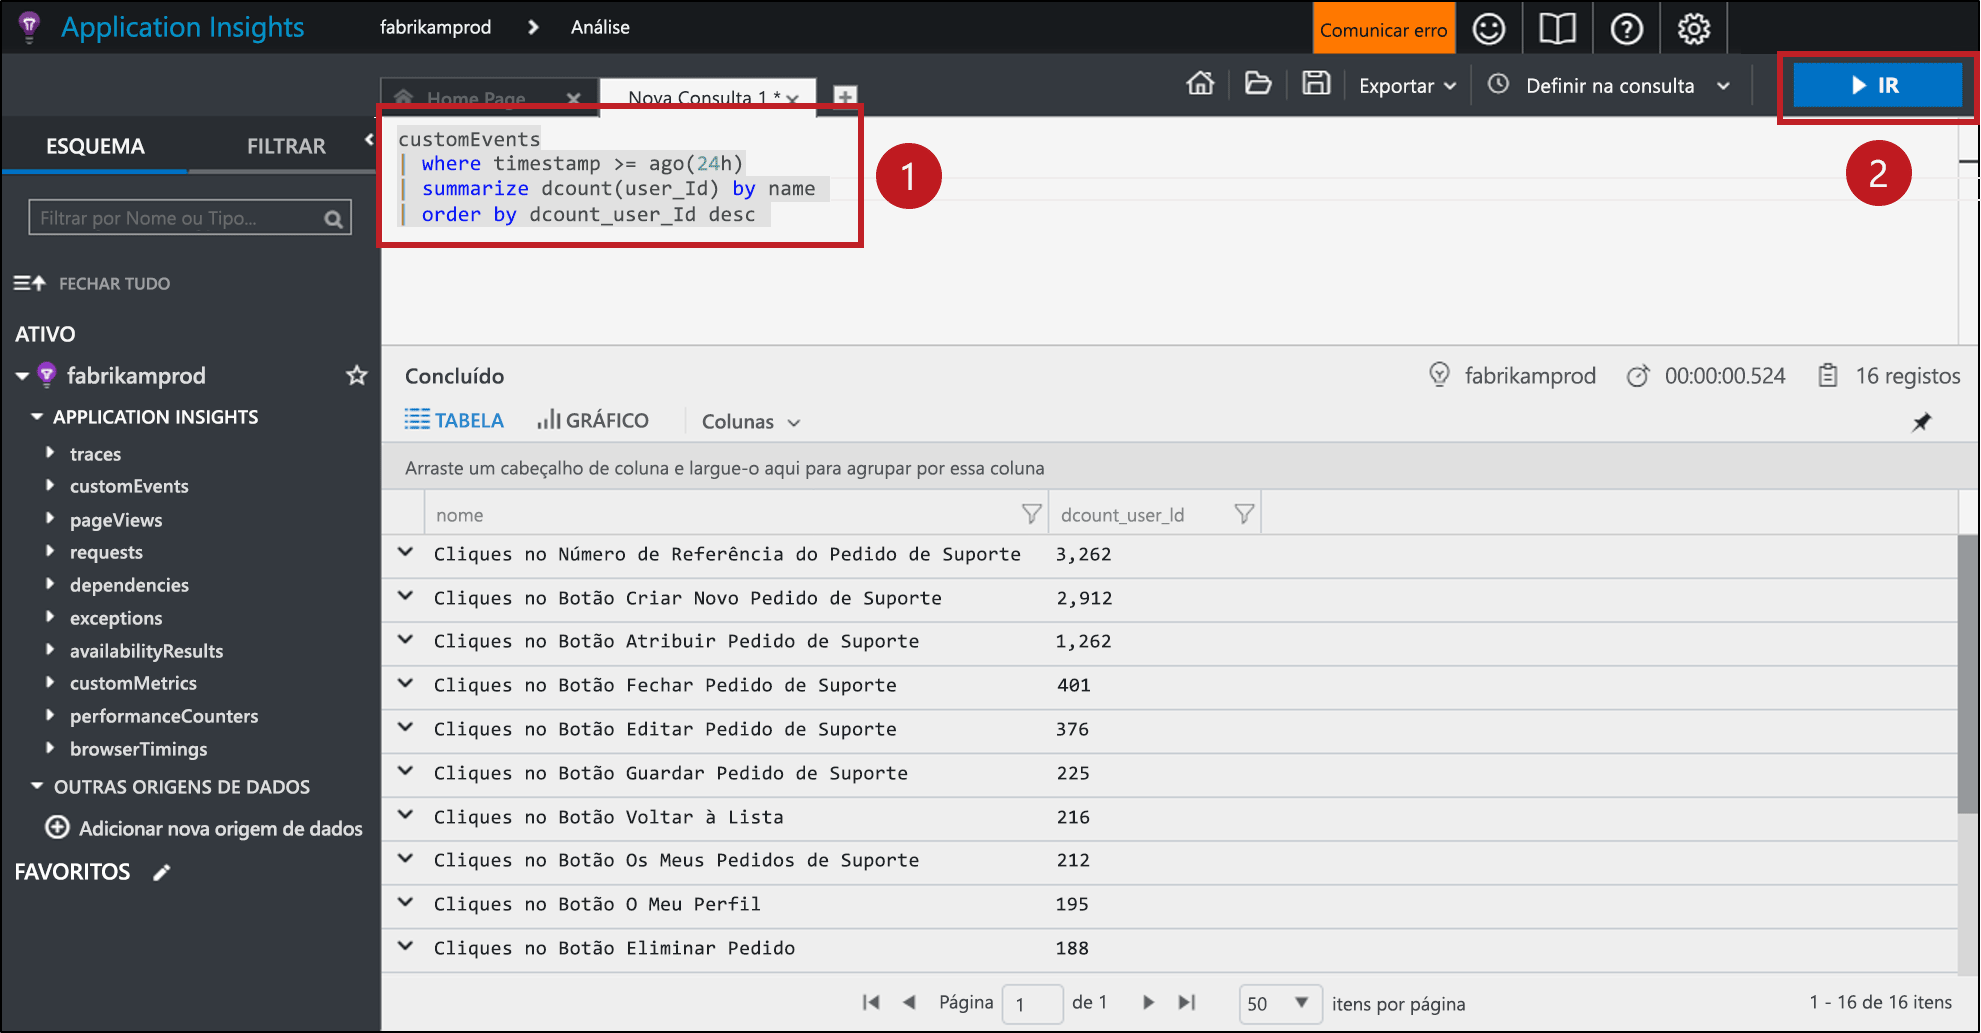 Application Insights
fabrikamprod
Análise
Comunicar erro
Home Page
Nova Consulta 1 *
Exportar
Definir na consulta
IR
ESQUEMA
FILTRAR
customEvents
| where timestamp >= ago(24h)
| summarize dcount(user_Id) by name
| order by dcount_user_Id desc
1
2
Filtrar por Nome ou Tipo...
FECHAR TUDO
ATIVO
fabrikamprod
APPLICATION INSIGHTS
traces
customEvents
pageViews
requests
dependencies
exceptions
availabilityResults
customMetrics
performanceCounters
browserTimings
OUTRAS ORIGENS DE DADOS
Adicionar nova origem de dados
FAVORITOS
Concluído
fabrikamprod
00:00:00.524
16 registos
TABELA
GRÁFICO
Colunas
Arraste um cabeçalho de coluna e largue-o aqui para agrupar por essa coluna
nome
dcount_user_Id
Cliques no Número de Referência do Pedido de Suporte 3,262
Cliques no Botão Criar Novo Pedido de Suporte 2,912
Cliques no Botão Atribuir Pedido de Suporte 1,262
Cliques no Botão Fechar Pedido de Suporte 401
Cliques no Botão Editar Pedido de Suporte 376
Cliques no Botão Guardar Pedido de Suporte 225
Cliques no Botão Voltar à Lista 216
Cliques no Botão Os Meus Pedidos de Suporte 212
Cliques no Botão O Meu Perfil 195
Cliques no Botão Eliminar Pedido 188
Página 1 de 1
50 itens por página
1 - 16 de 16 itens